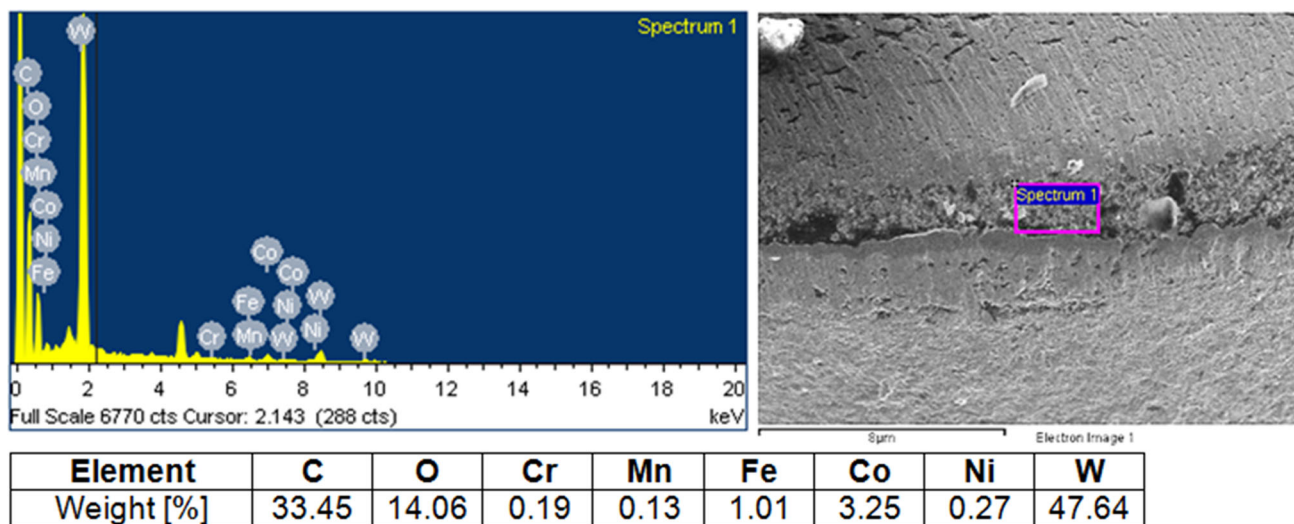 Spectrum 1
W
C
O
Cr
Mn
Co
Ni
Fe
Co
Co
Fe
Ni
W
Cr
Mn
W
Ni
W
0 2 4 6 8 10 12 14 16 18 20
Full Scale 6770 cts Cursor: 2.143 (288 cts) keV
Spectrum 1
8µm Electron Image 1
Element C O Cr Mn Fe Co Ni W
Weight [%] 33.45 14.06 0.19 0.13 1.01 3.25 0.27 47.64